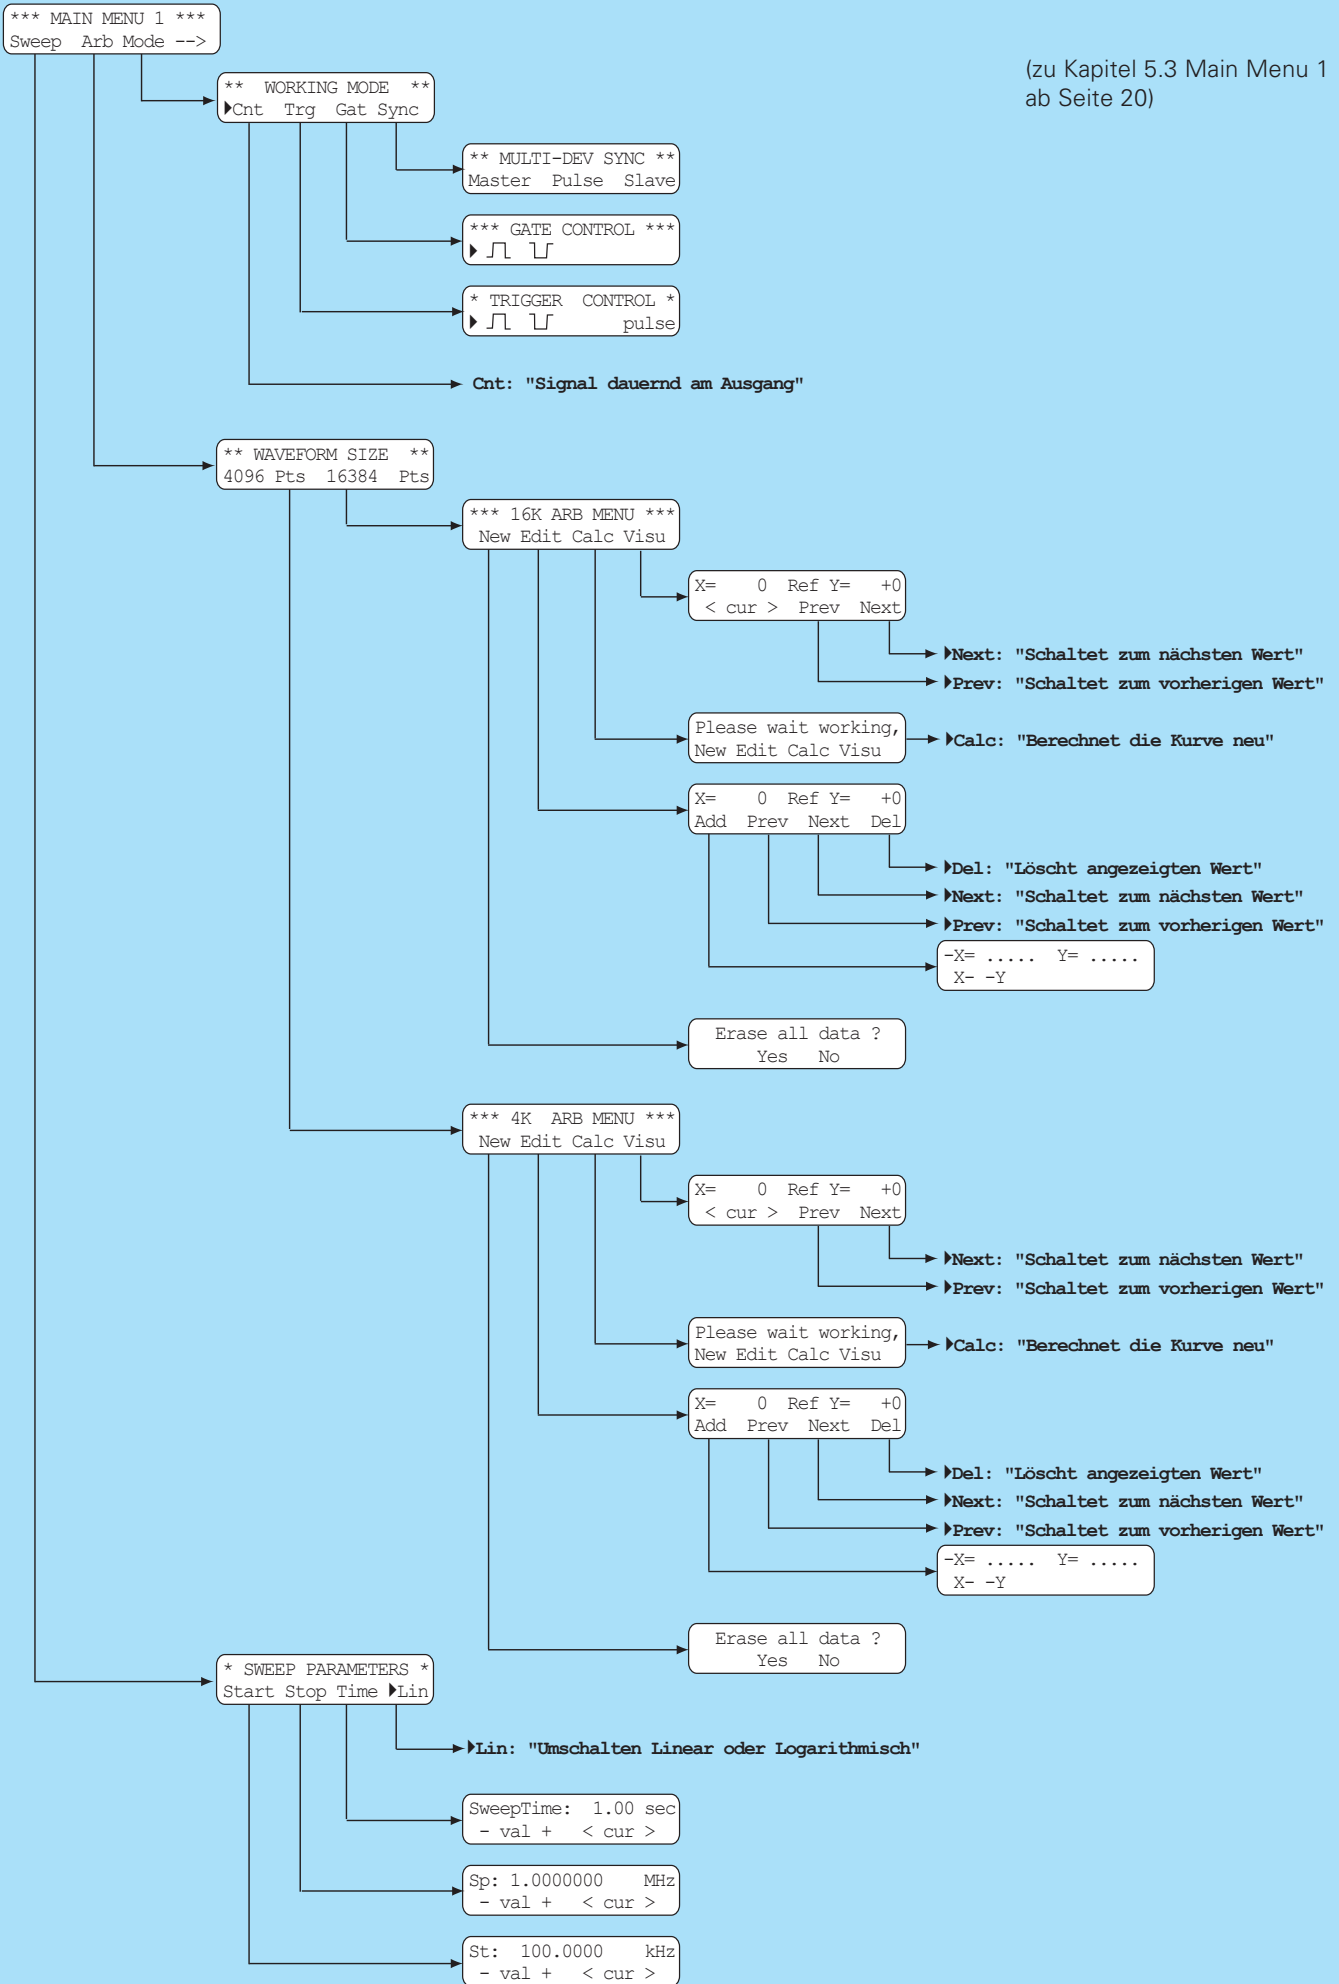 *** MAIN MENU 1 ***
Sweep Arb Mode -->
(zu Kapitel 5.3 Main Menu 1
ab Seite 20)
** WORKING MODE **
Cnt Trg Gat Sync
** MULTI-DEV SYNC **
Master Pulse Slave
*** GATE CONTROL ***
* TRIGGER CONTROL *
pulse
Cnt: "Signal dauernd am Ausgang"
** WAVEFORM SIZE **
4096 Pts 16384 Pts
*** 16K ARB MENU ***
New Edit Calc Visu
X= 0 Ref Y= +0
< cur > Prev Next
Next: "Schaltet zum nächsten Wert"
Prev: "Schaltet zum vorherigen Wert"
Please wait working,
New Edit Calc Visu
Calc: "Berechnet die Kurve neu"
X= 0 Ref Y= +0
Add Prev Next Del
Del: "Löscht angezeigten Wert"
Next: "Schaltet zum nächsten Wert"
Prev: "Schaltet zum vorherigen Wert"
-X= ..... Y= .....
X- -Y
Erase all data ?
Yes No
*** 4K ARB MENU ***
New Edit Calc Visu
X= 0 Ref Y= +0
< cur > Prev Next
Next: "Schaltet zum nächsten Wert"
Prev: "Schaltet zum vorherigen Wert"
Please wait working,
New Edit Calc Visu
Calc: "Berechnet die Kurve neu"
X= 0 Ref Y= +0
Add Prev Next Del
Del: "Löscht angezeigten Wert"
Next: "Schaltet zum nächsten Wert"
Prev: "Schaltet zum vorherigen Wert"
-X= ..... Y= .....
X- -Y
Erase all data ?
Yes No
* SWEEP PARAMETERS *
Start Stop Time Lin
Lin: "Umschalten Linear oder Logarithmisch"
SweepTime: 1.00 sec
- val + < cur >
Sp: 1.0000000 MHz
- val + < cur >
St: 100.0000 kHz
- val + < cur >